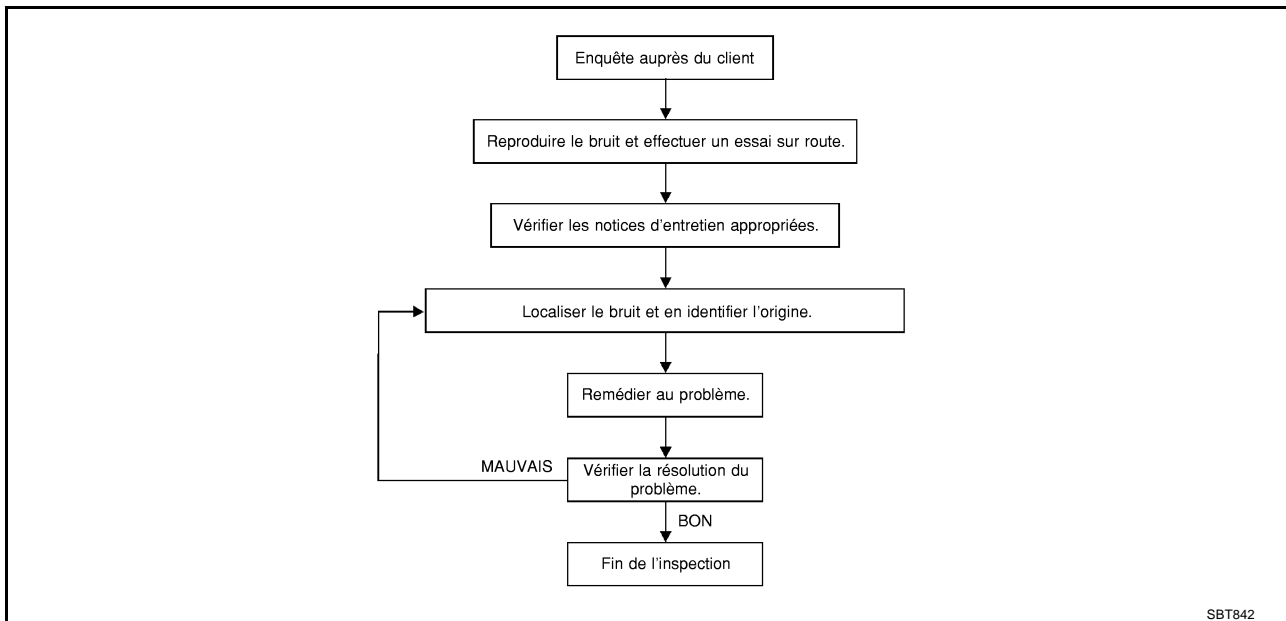 Enquête auprès du client
Reproduire le bruit et effectuer un essai sur route.
Vérifier les notices d'entretien appropriées.
Localiser le bruit et en identifier l'origine.
Remédier au problème.
MAUVAIS
Vérifier la résolution du
problème.
BON
Fin de l'inspection
SBT842